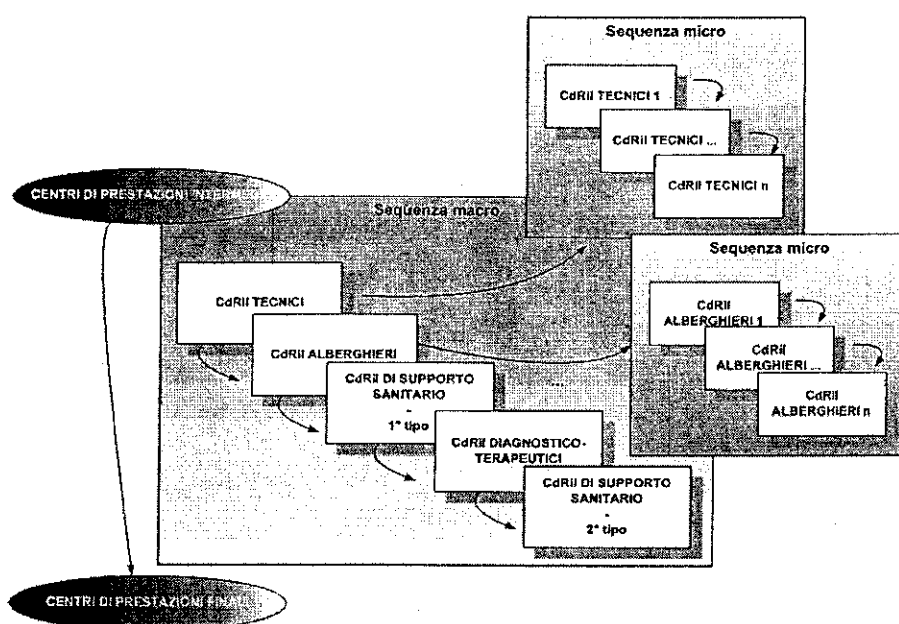 Sequenza micro
CdRiI TECNICI 1
CdRiI TECNICI ...
CdRiI TECNICI n
CENTRI DI PRESTAZIONI
Sequenza macro
CdRiI TECNICI
CdRiI ALBERGHIERI
CdRiI DI SUPPORTO
SANITARIO
-
1° tipo
CdRiI DIAGNOSTICO-
TERAPEUTICI
CdRiI DI SUPPORTO
SANITARIO
-
2° tipo
Sequenza micro
CdRiI
ALBERGHIERI 1
CdRiI
ALBERGHIERI ...
CdRiI
ALBERGHIERI n
...
CENTRI DI PRESTAZIONI